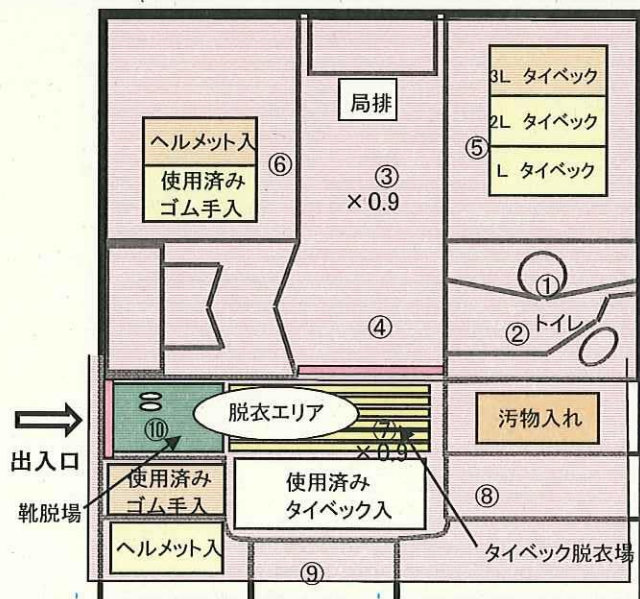 局排
3L タイベック
2L タイベック
L タイベック
ヘルメット入
使用済み
ゴム手入
⑥
⑤
③
×0.9
①
②
トイレ
④
出入口
⑩
脱衣エリア
(7)
×0.9
汚物入れ
靴脱場
使用済み
ゴム手入
使用済み
タイベック入
⑧
ヘルメット入
タイベック脱衣場
⑨